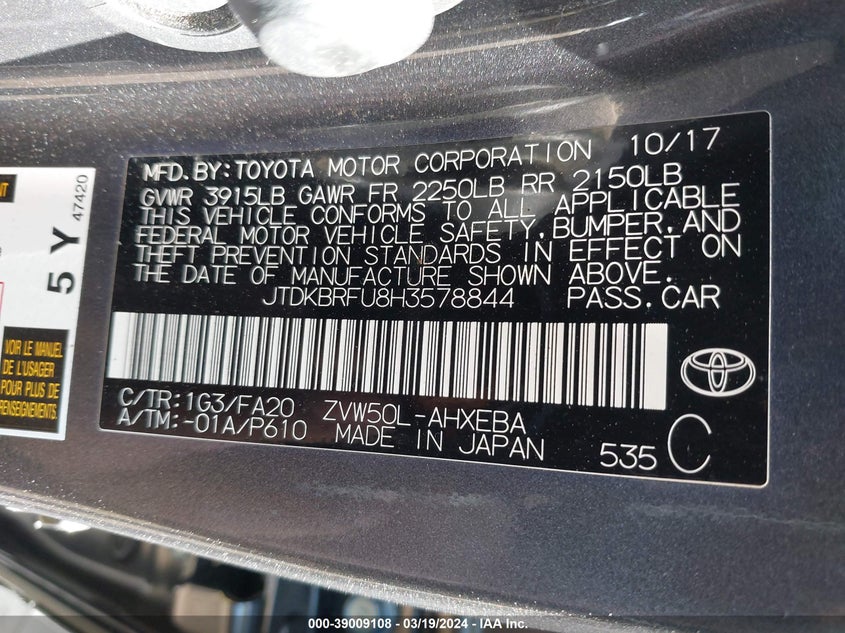 MFD.BY:TOYOTA MOTOR CORPORATION 10/17
GVWR 3915LB GAWR FR 2250LB RR 2150LB
THIS VEHICLE CONFORMS TO ALL APPLICABLE
FEDERAL MOTOR VEHICLE SAFETY,BUMPER,AND
THEFT PREVENTION STANDARDS IN EFFECT ON
THE DATE OF MANUFACTURE SHOWN ABOVE.
JTDKBRFU8H3578844 PASS.CAR
C/TR:1G3/FA20 ZVW50L-AHXEBA
A/TM:-01A/P610 MADE IN JAPAN
535 C
5 Y
47420
VOIR LE MANUEL
DE L'USAGER
POUR PLUS DE
RENSEIGNEMENTS
000-39009108 - 03/19/2024 - IAA Inc.